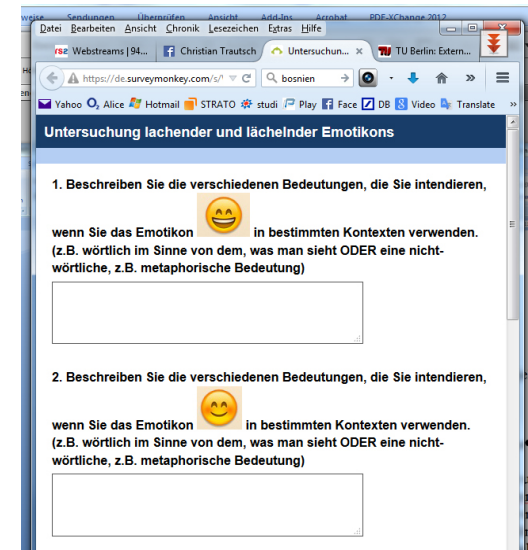 weise Sendungen Überprüfen Ansicht Add-Ins Acrobat PDF-XChange 2012
Datei Bearbeiten Ansicht Chronik Lesezeichen Extras Hilfe
rs2 Webstreams | 94... Christian Trautsch Untersuchun... × TU Berlin: Extern...
https://de.surveymonkey.com/s/ bosnien
Yahoo Alice Hotmail STRATO studi Play Face DB Video Translate »
Untersuchung lachender und lächelnder Emotikons
1. Beschreiben Sie die verschiedenen Bedeutungen, die Sie intendieren,
wenn Sie das Emotikon in bestimmten Kontexten verwenden.
(z.B. wörtlich im Sinne von dem, was man sieht ODER eine nicht-
wörtliche, z.B. metaphorische Bedeutung)
2. Beschreiben Sie die verschiedenen Bedeutungen, die Sie intendieren,
wenn Sie das Emotikon in bestimmten Kontexten verwenden.
(z.B. wörtlich im Sinne von dem, was man sieht ODER eine nicht-
wörtliche, z.B. metaphorische Bedeutung)